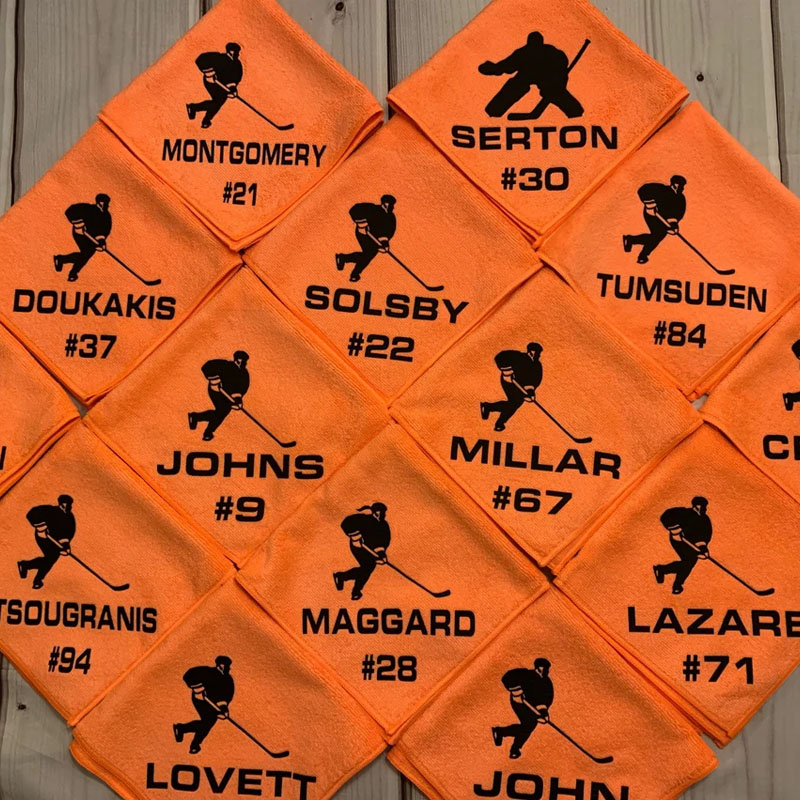 MONTGOMERY
#21
SERTON
#30
DOUKAKIS
#37
SOLSBY
#22
TUMSUDEN
#84
JOHNS
#9
MILLAR
#67
TSOUGRANIS
#94
MAGGARD
#28
LAZARE
#71
LOVETT
JOHN